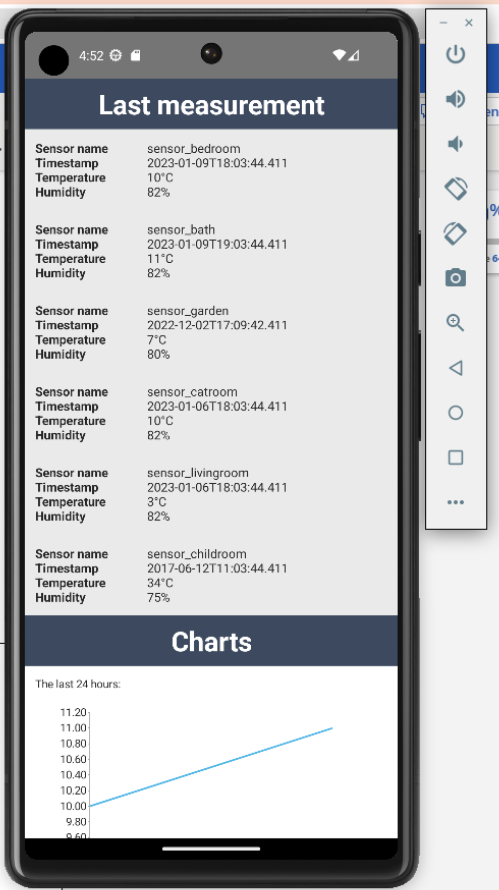 4:52
Last measurement
Sensor name sensor_bedroom
Timestamp 2023-01-09T18:03:44.411
Temperature 10°C
Humidity 82%
Sensor name sensor_bath
Timestamp 2023-01-09T19:03:44.411
Temperature 11°C
Humidity 82%
Sensor name sensor_garden
Timestamp 2022-12-02T17:09:42.411
Temperature 7°C
Humidity 80%
Sensor name sensor_catroom
Timestamp 2023-01-06T18:03:44.411
Temperature 10°C
Humidity 82%
Sensor name sensor_livingroom
Timestamp 2023-01-06T18:03:44.411
Temperature 3°C
Humidity 82%
Sensor name sensor_childroom
Timestamp 2017-06-12T11:03:44.411
Temperature 34°C
Humidity 75%
Charts
The last 24 hours:
11.20
11.00
10.80
10.60
10.40
10.20
10.00
9.80
9.60